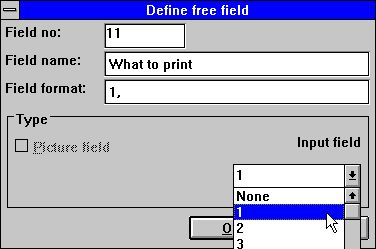 Define free field
Field no: 11
Field name: What to print
Field format: 1,
Type
Picture field
Input field
1
None
1
2
3